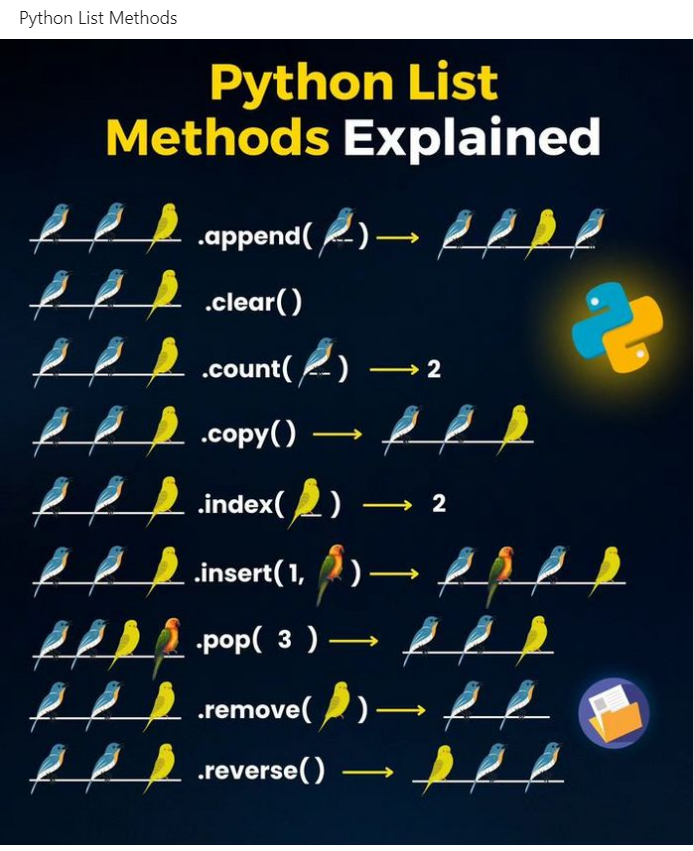 Python List Methods
Python List
Methods Explained
.append( )
.clear()
.count( ) 2
.copy()
.index( ) 2
.insert(1, )
.pop( 3 )
.remove( )
.reverse()